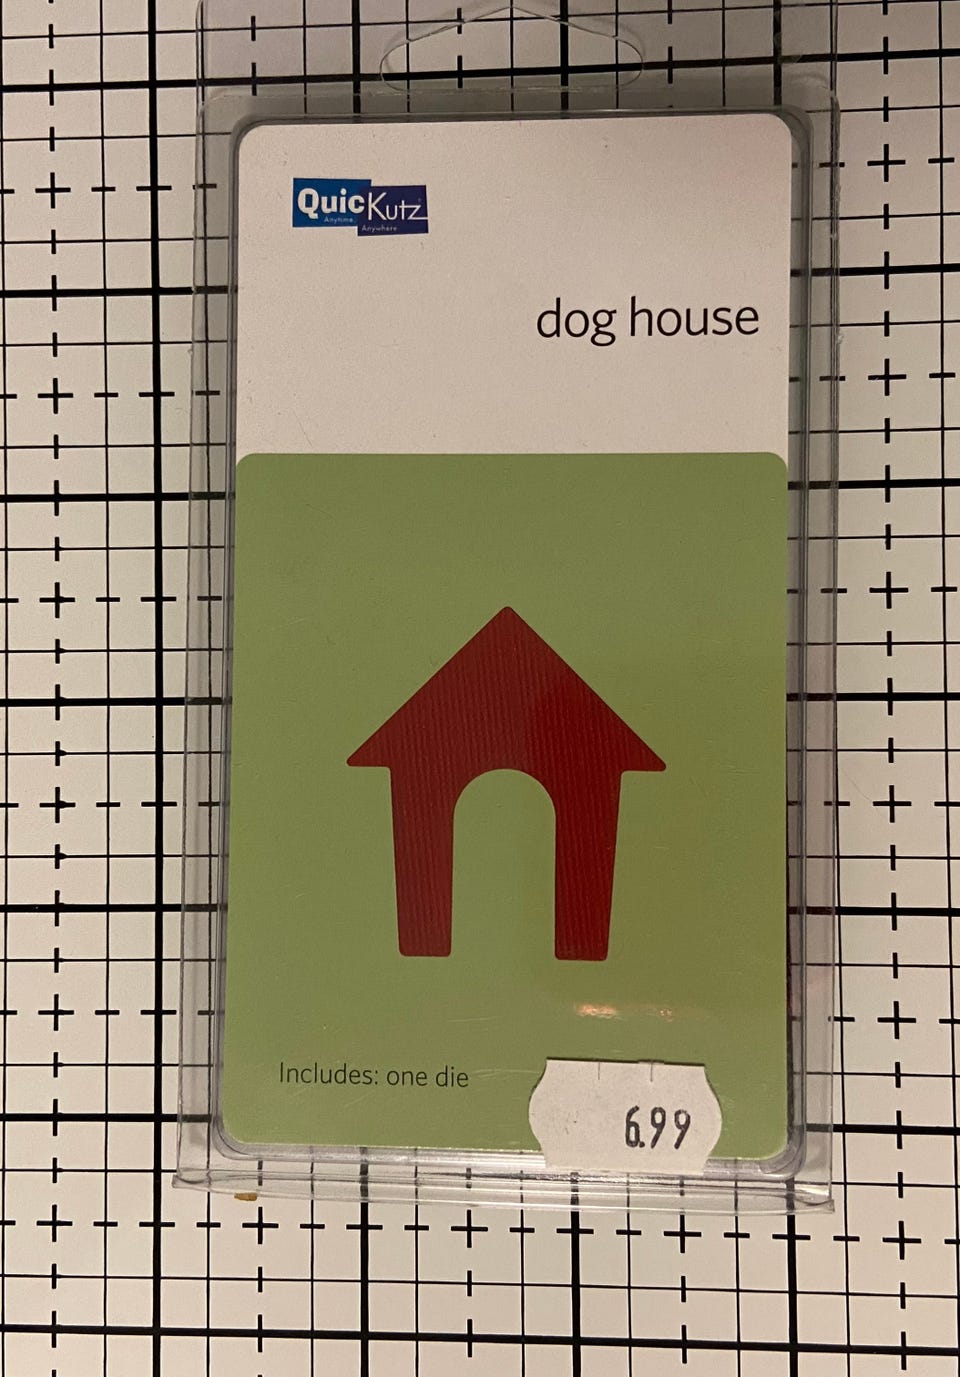 QuicKutz
Anytime.
Anywhere
dog house
Includes: one die
6.99